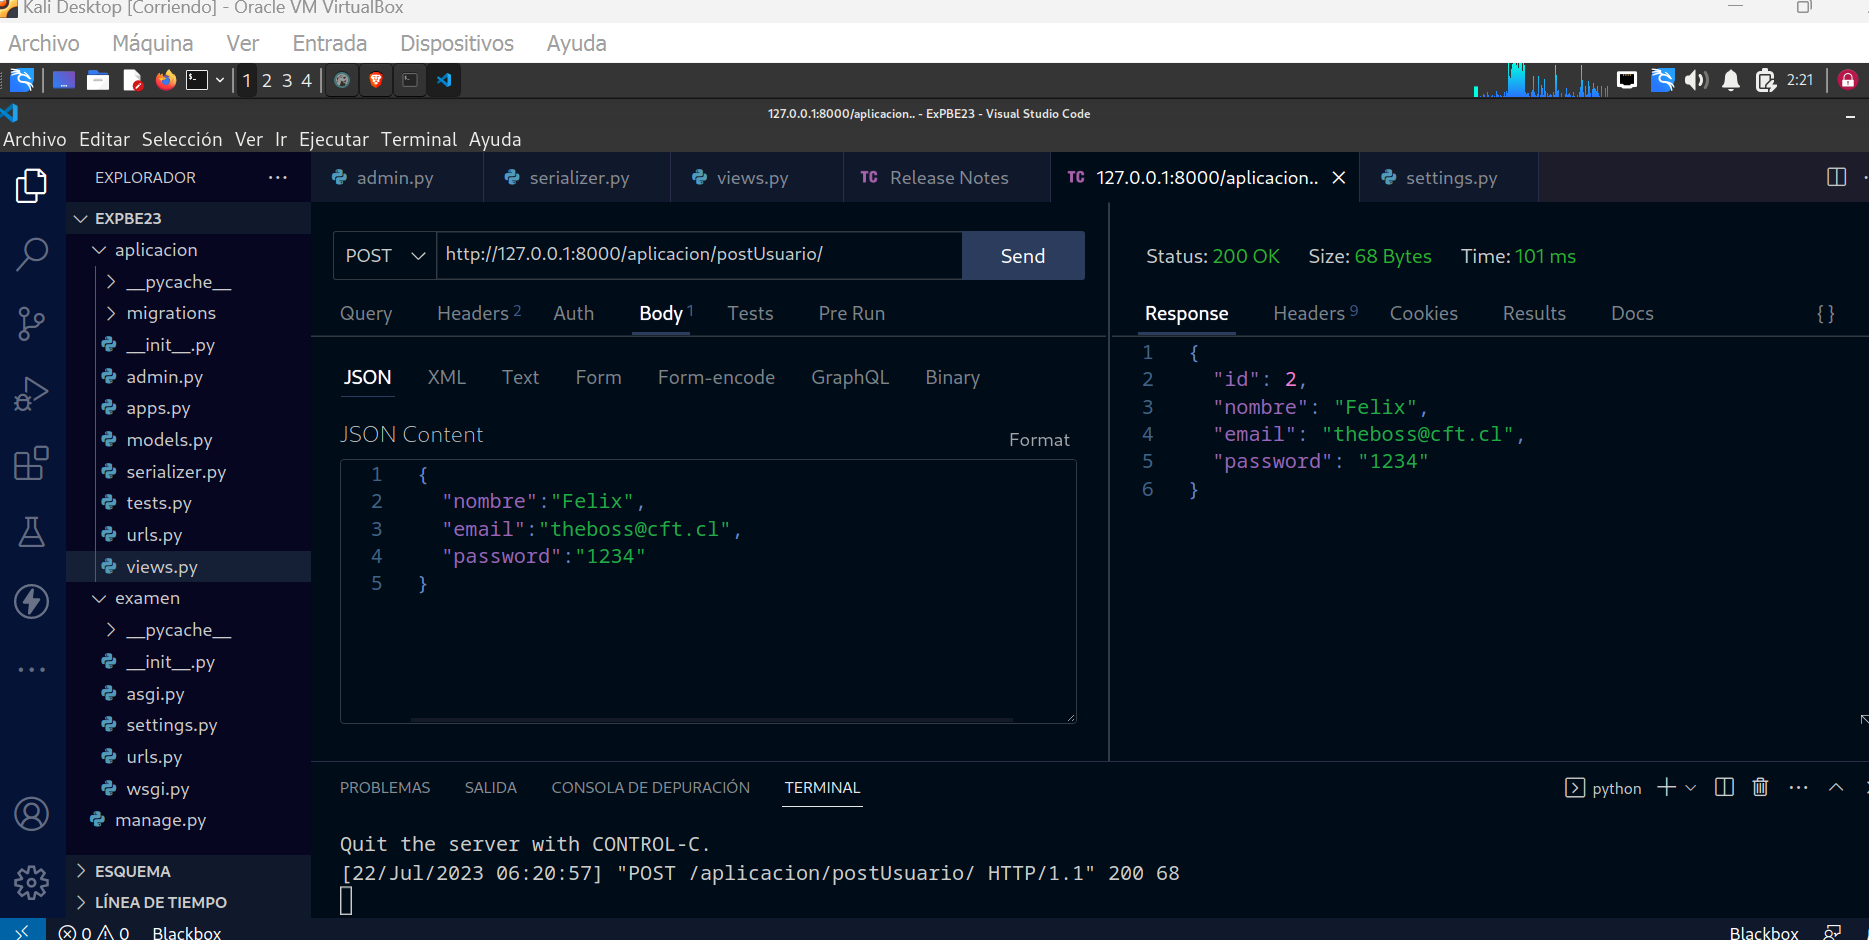 Kali Desktop [Corriendo] - Oracle VM VirtualBox
Archivo Máquina Ver Entrada Dispositivos Ayuda
1 2 3 4 2:21
127.0.0.1:8000/aplicacion.. - ExPBE23 - Visual Studio Code
Archivo Editar Selección Ver Ir Ejecutar Terminal Ayuda
EXPLORADOR
EXPBE23
aplicacion
__pycache__
migrations
__init__.py
admin.py
apps.py
models.py
serializer.py
tests.py
urls.py
views.py
examen
__pycache__
__init__.py
asgi.py
settings.py
urls.py
wsgi.py
manage.py
ESQUEMA
LÍNEA DE TIEMPO
admin.py serializer.py views.py TC Release Notes TC 127.0.0.1:8000/aplicacion.. settings.py
POST http://127.0.0.1:8000/aplicacion/postUsuario/ Send
Query Headers 2 Auth Body 1 Tests Pre Run
JSON XML Text Form Form-encode GraphQL Binary
JSON Content
Format
1 {
2 "nombre":"Felix",
3 "email":"theboss@cft.cl",
4 "password":"1234"
5 }
Status: 200 OK Size: 68 Bytes Time: 101 ms
Response Headers 9 Cookies Results Docs {}
1 {
2 "id": 2,
3 "nombre": "Felix",
4 "email": "theboss@cft.cl",
5 "password": "1234"
6 }
PROBLEMAS SALIDA CONSOLA DE DEPURACIÓN TERMINAL python
Quit the server with CONTROL-C.
[22/Jul/2023 06:20:57] "POST /aplicacion/postUsuario/ HTTP/1.1" 200 68
0 0 Blackbox Blackbox